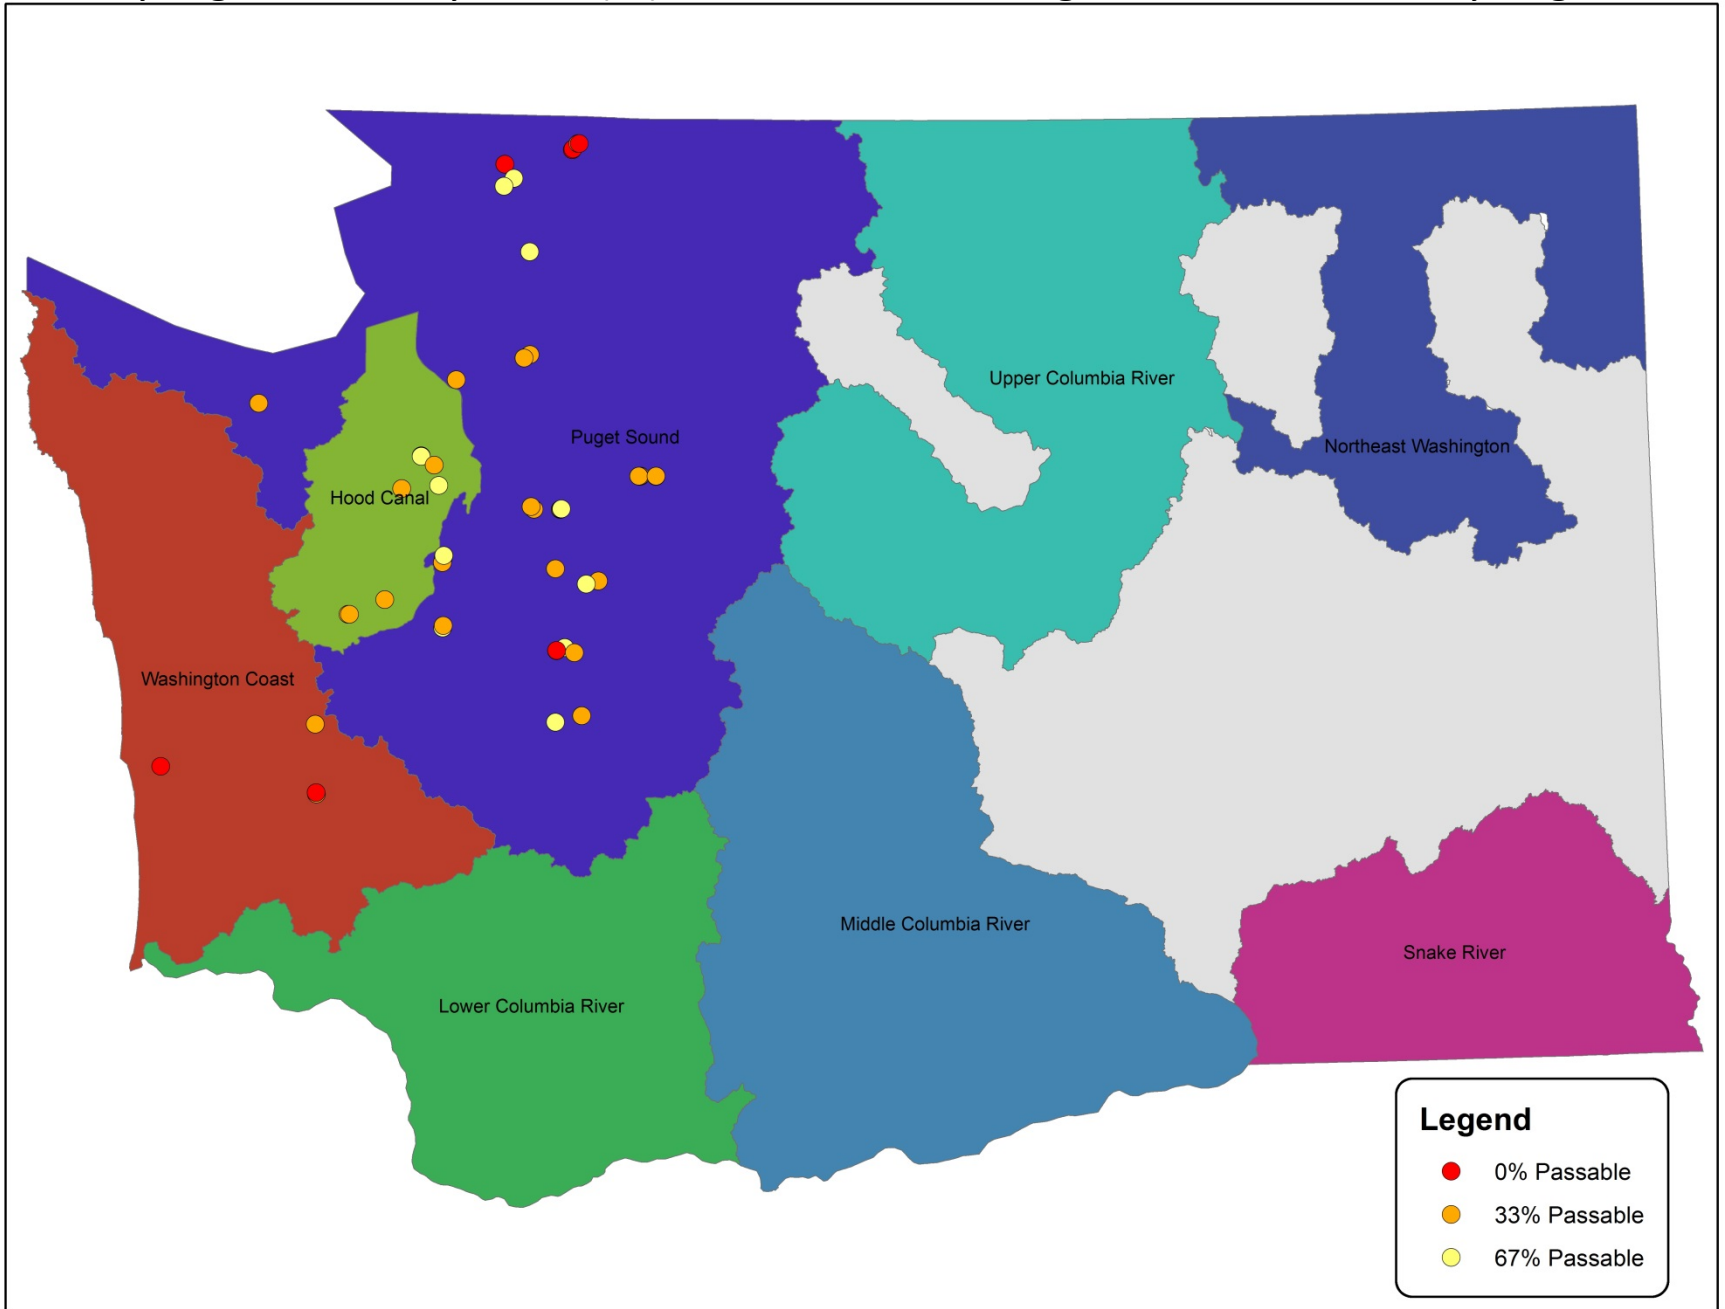 Upper Columbia River
Puget Sound
Northeast Washington
Hood Canal
Washington Coast
Middle Columbia River
Snake River
Lower Columbia River
Legend
0% Passable
33% Passable
67% Passable